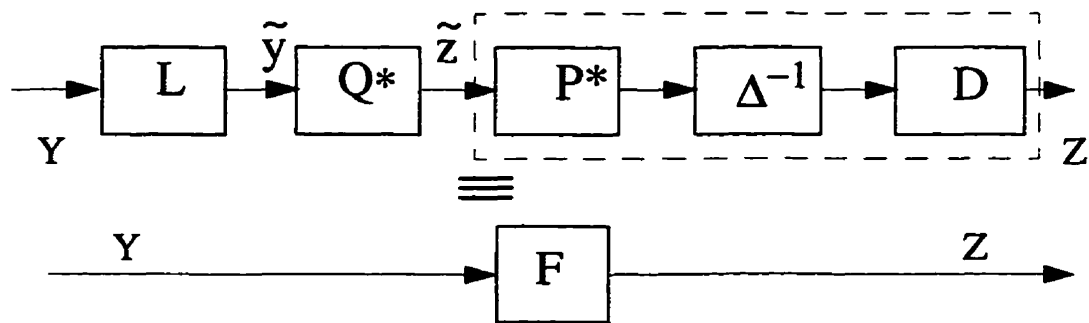 L ỹ Q* z̃ P* Δ⁻¹ D
Y Z
≡
Y F Z